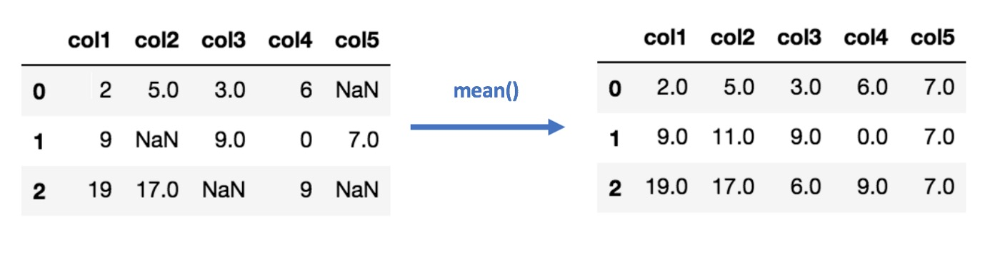 col1 col2 col3 col4 col5
0 2 5.0 3.0 6 NaN
1 9 NaN 9.0 0 7.0
2 19 17.0 NaN 9 NaN
mean()
col1 col2 col3 col4 col5
0 2.0 5.0 3.0 6.0 7.0
1 9.0 11.0 9.0 0.0 7.0
2 19.0 17.0 6.0 9.0 7.0